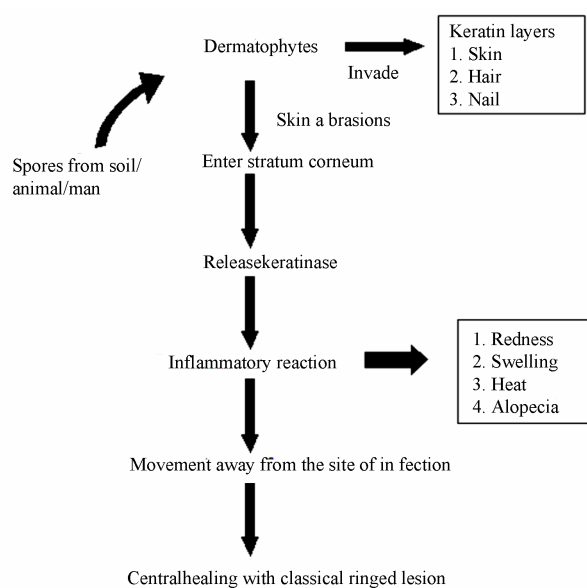 Dermatophytes
Invade
Keratin layers
1. Skin
2. Hair
3. Nail
Skin a brasions
Spores from soil/
animal/man
Enter stratum corneum
Releasekeratinase
Inflammatory reaction
1. Redness
2. Swelling
3. Heat
4. Alopecia
Movement away from the site of in fection
Centralhealing with classical ringed lesion